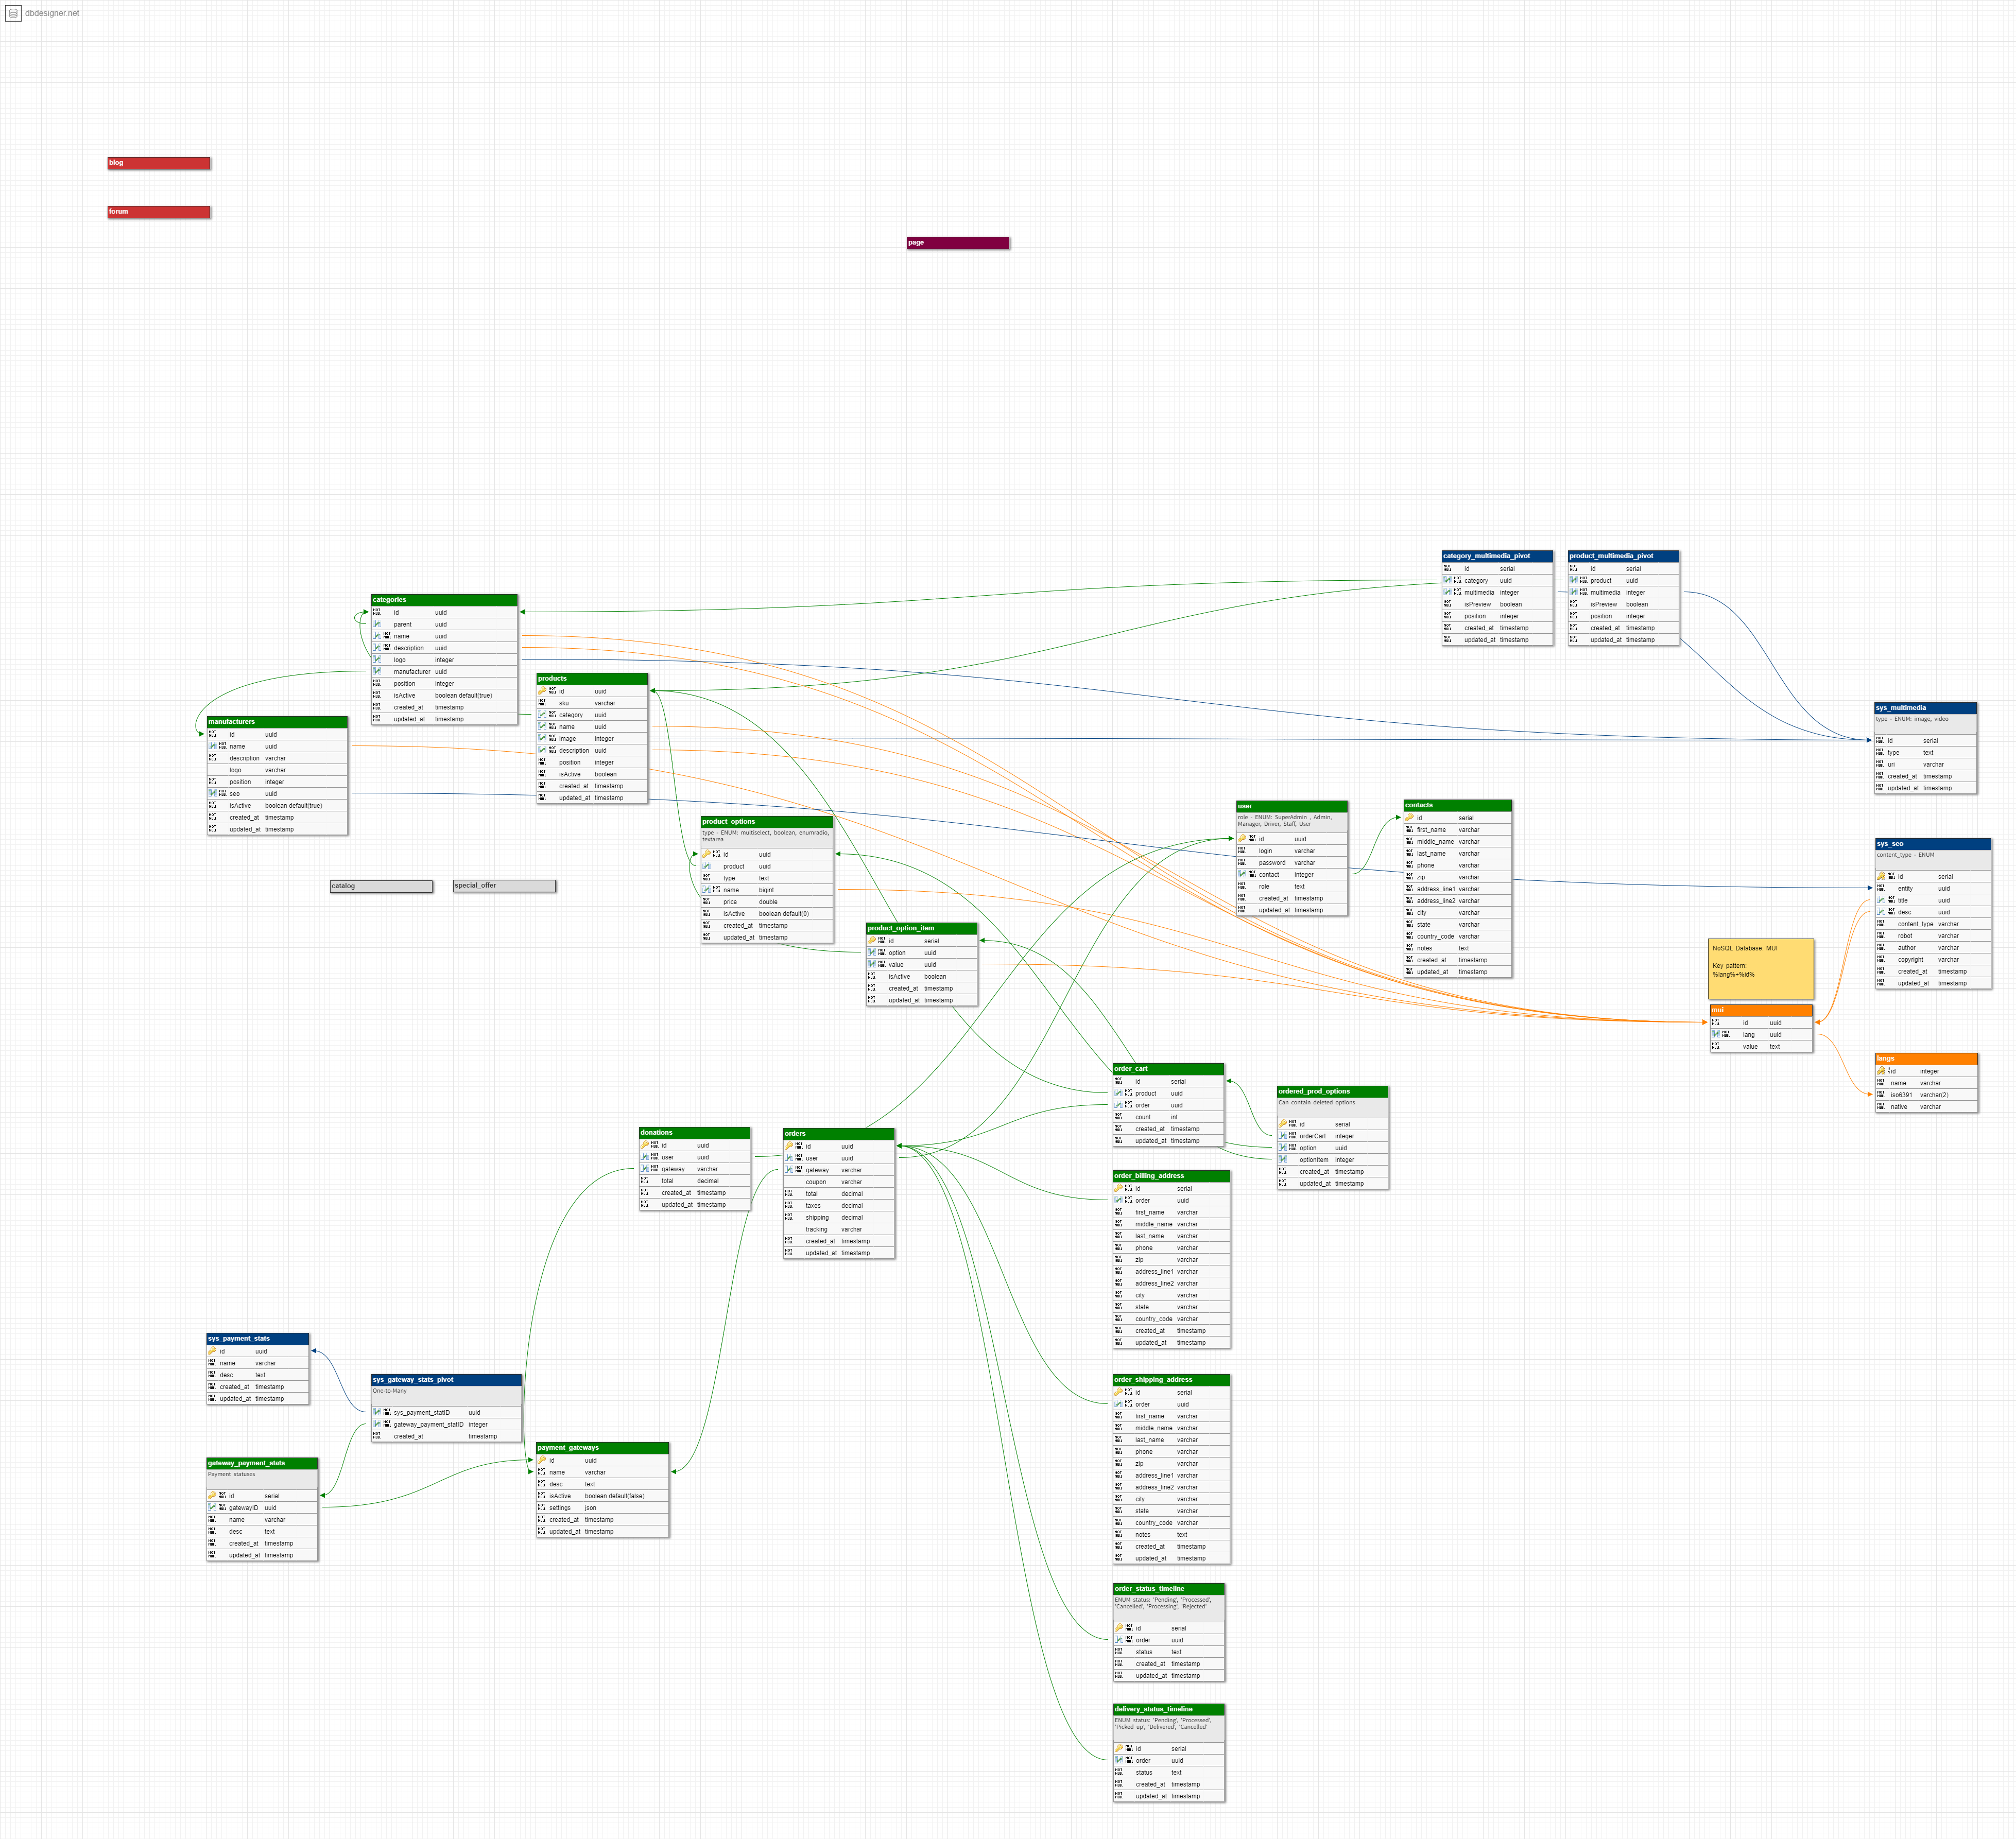 dbdesigner.net
blog
forum
page
category_multimedia_pivot
id serial
category uuid
multimedia integer
isPreview boolean
position integer
created_at timestamp
updated_at timestamp
product_multimedia_pivot
id serial
product uuid
multimedia integer
isPreview boolean
position integer
created_at timestamp
updated_at timestamp
categories
id uuid
parent uuid
name uuid
description uuid
logo integer
manufacturer uuid
position integer
isActive boolean default(true)
created_at timestamp
updated_at timestamp
products
id uuid
sku varchar
category uuid
name uuid
image integer
description uuid
position integer
isActive boolean
created_at timestamp
updated_at timestamp
manufacturers
id uuid
name uuid
description varchar
logo varchar
position integer
seo uuid
isActive boolean default(true)
created_at timestamp
updated_at timestamp
sys_multimedia
type - ENUM: image, video
id serial
type text
uri varchar
created_at timestamp
updated_at timestamp
product_options
type - ENUM: multiselect, boolean, enumradio,
textarea
id uuid
product uuid
type text
name bigint
price double
isActive boolean default(0)
created_at timestamp
updated_at timestamp
user
role - ENUM: SuperAdmin , Admin,
Manager, Driver, Staff, User
id uuid
login varchar
password varchar
contact integer
role text
created_at timestamp
updated_at timestamp
contacts
id serial
first_name varchar
middle_name varchar
last_name varchar
phone varchar
zip varchar
address_line1 varchar
address_line2 varchar
city varchar
state varchar
country_code varchar
notes text
created_at timestamp
updated_at timestamp
sys_seo
content_type - ENUM
id serial
entity uuid
title uuid
desc uuid
content_type varchar
robot varchar
author varchar
copyright varchar
created_at timestamp
updated_at timestamp
catalog
special_offer
product_option_item
id serial
option uuid
value uuid
isActive boolean
created_at timestamp
updated_at timestamp
NoSQL Database: MUI
Key pattern:
%lang%+%id%
mui
id uuid
lang uuid
value text
langs
id integer
name varchar
iso6391 varchar(2)
native varchar
order_cart
id serial
product uuid
order uuid
count int
created_at timestamp
updated_at timestamp
ordered_prod_options
Can contain deleted options
id serial
orderCart integer
option uuid
optionItem integer
created_at timestamp
updated_at timestamp
donations
id uuid
user uuid
gateway varchar
total decimal
created_at timestamp
updated_at timestamp
orders
id uuid
user uuid
gateway varchar
coupon varchar
total decimal
taxes decimal
shipping decimal
tracking varchar
created_at timestamp
updated_at timestamp
order_billing_address
id serial
order uuid
first_name varchar
middle_name varchar
last_name varchar
phone varchar
zip varchar
address_line1 varchar
address_line2 varchar
city varchar
state varchar
country_code varchar
created_at timestamp
updated_at timestamp
sys_payment_stats
id uuid
name varchar
desc text
created_at timestamp
updated_at timestamp
sys_gateway_stats_pivot
One-to-Many
sys_payment_statID uuid
gateway_payment_statID integer
created_at timestamp
order_shipping_address
id serial
order uuid
first_name varchar
middle_name varchar
last_name varchar
phone varchar
zip varchar
address_line1 varchar
address_line2 varchar
city varchar
state varchar
country_code varchar
notes text
created_at timestamp
updated_at timestamp
gateway_payment_stats
Payment statuses
id serial
gatewayID uuid
name varchar
desc text
created_at timestamp
updated_at timestamp
payment_gateways
id uuid
name varchar
desc text
isActive boolean default(false)
settings json
created_at timestamp
updated_at timestamp
order_status_timeline
ENUM status: 'Pending', 'Processed',
'Cancelled', 'Processing', 'Rejected'
id serial
order uuid
status text
created_at timestamp
updated_at timestamp
delivery_status_timeline
ENUM status: 'Pending', 'Processed',
'Picked up', 'Delivered', 'Cancelled'
id serial
order uuid
status text
created_at timestamp
updated_at timestamp